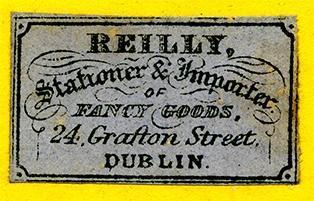 REILLY,
Stationer & Importer
OF
FANCY GOODS,
24, Grafton Street,
DUBLIN.